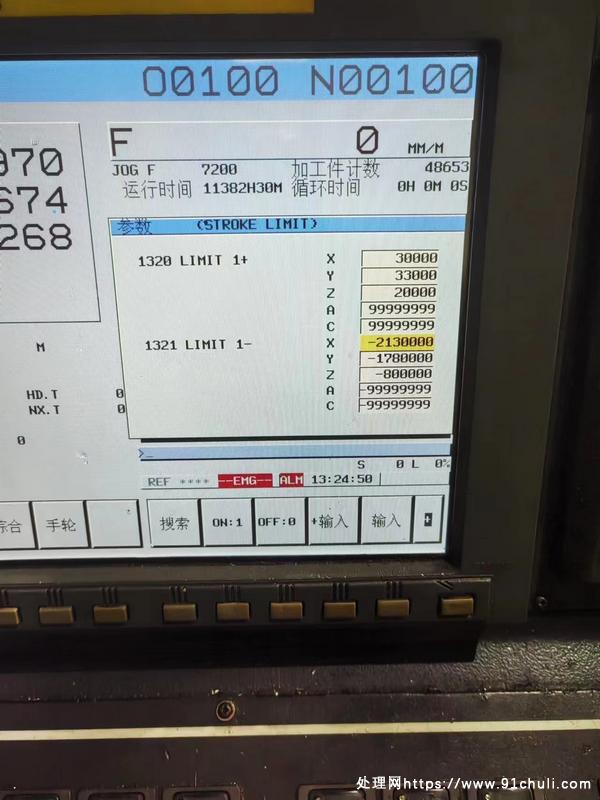 O0100 N00100
970
674
268
F 0 MM/M
JOG F 7200 加工件计数 48653
运行时间 11382H30M 循环时间 0H 0M 0S
参数 (STROKE LIMIT)
1320 LIMIT 1+ X 30000
Y 33000
Z 20000
A 99999999
C 99999999
1321 LIMIT 1- X -2130000
Y -1780000
Z -800000
A -99999999
C -99999999
M
HD.T 0
NX.T 0
0
>_
S 0 L 0%
REF **** --EMG-- ALM 13:24:50
综合 手轮 搜索 ON:1 OFF:0 +输入 输入 +
处理网https://www.91chuli.com